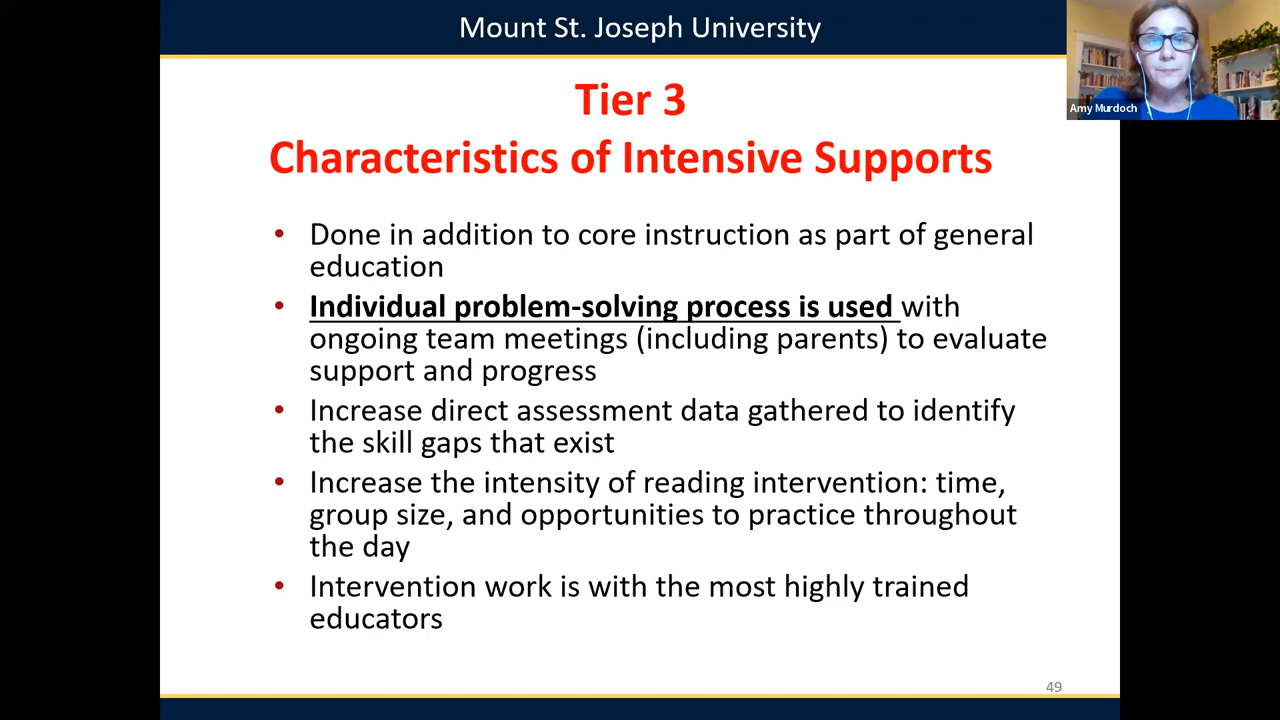 Mount St. Joseph University
Amy Murdoch
Tier 3
Characteristics of Intensive Supports
• Done in addition to core instruction as part of general
education
• Individual problem-solving process is used with
ongoing team meetings (including parents) to evaluate
support and progress
• Increase direct assessment data gathered to identify
the skill gaps that exist
• Increase the intensity of reading intervention: time,
group size, and opportunities to practice throughout
the day
• Intervention work is with the most highly trained
educators
49